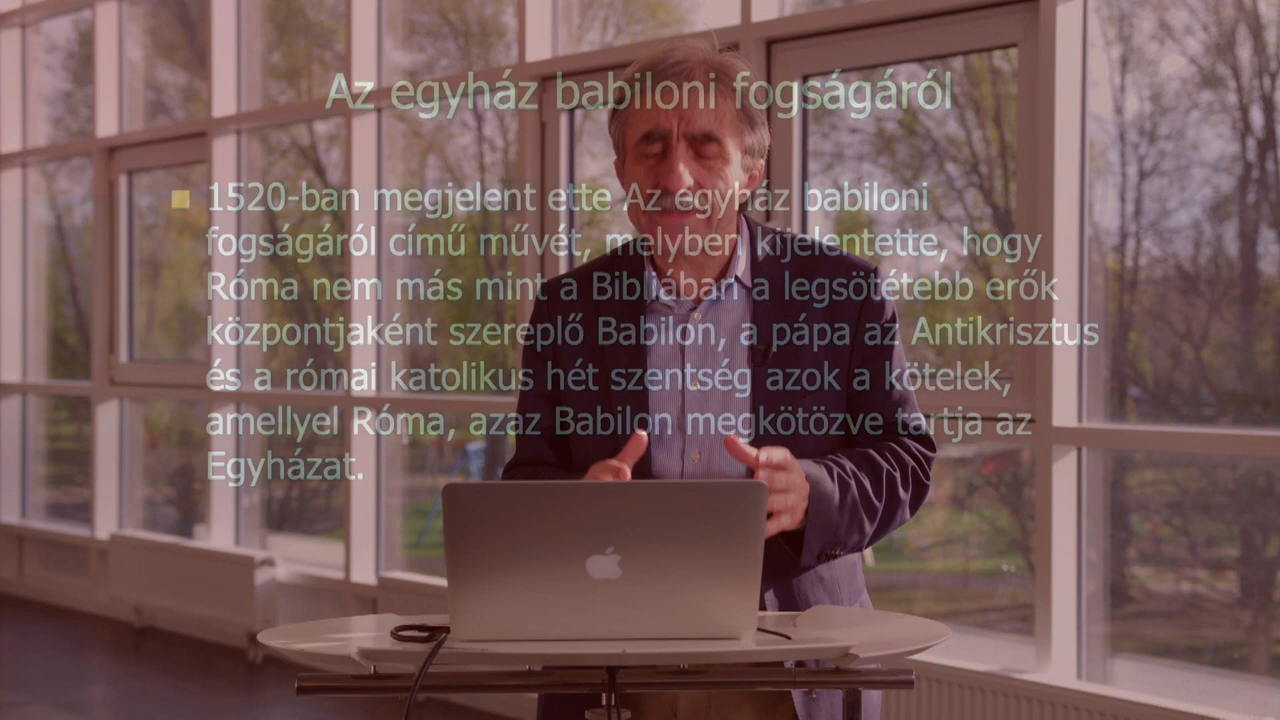 Az egyház babiloni fogságáról
1520-ban megjelent ette Az egyház babiloni
fogságáról című művét, melyben kijelentette, hogy
Róma nem más mint a Bibliában a legsötétebb erők
központjaként szereplő Babilon, a pápa az Antikrisztus
és a római katolikus hét szentség azok a kötelek,
amellyel Róma, azaz Babilon megkötözve tartja az
Egyházat.